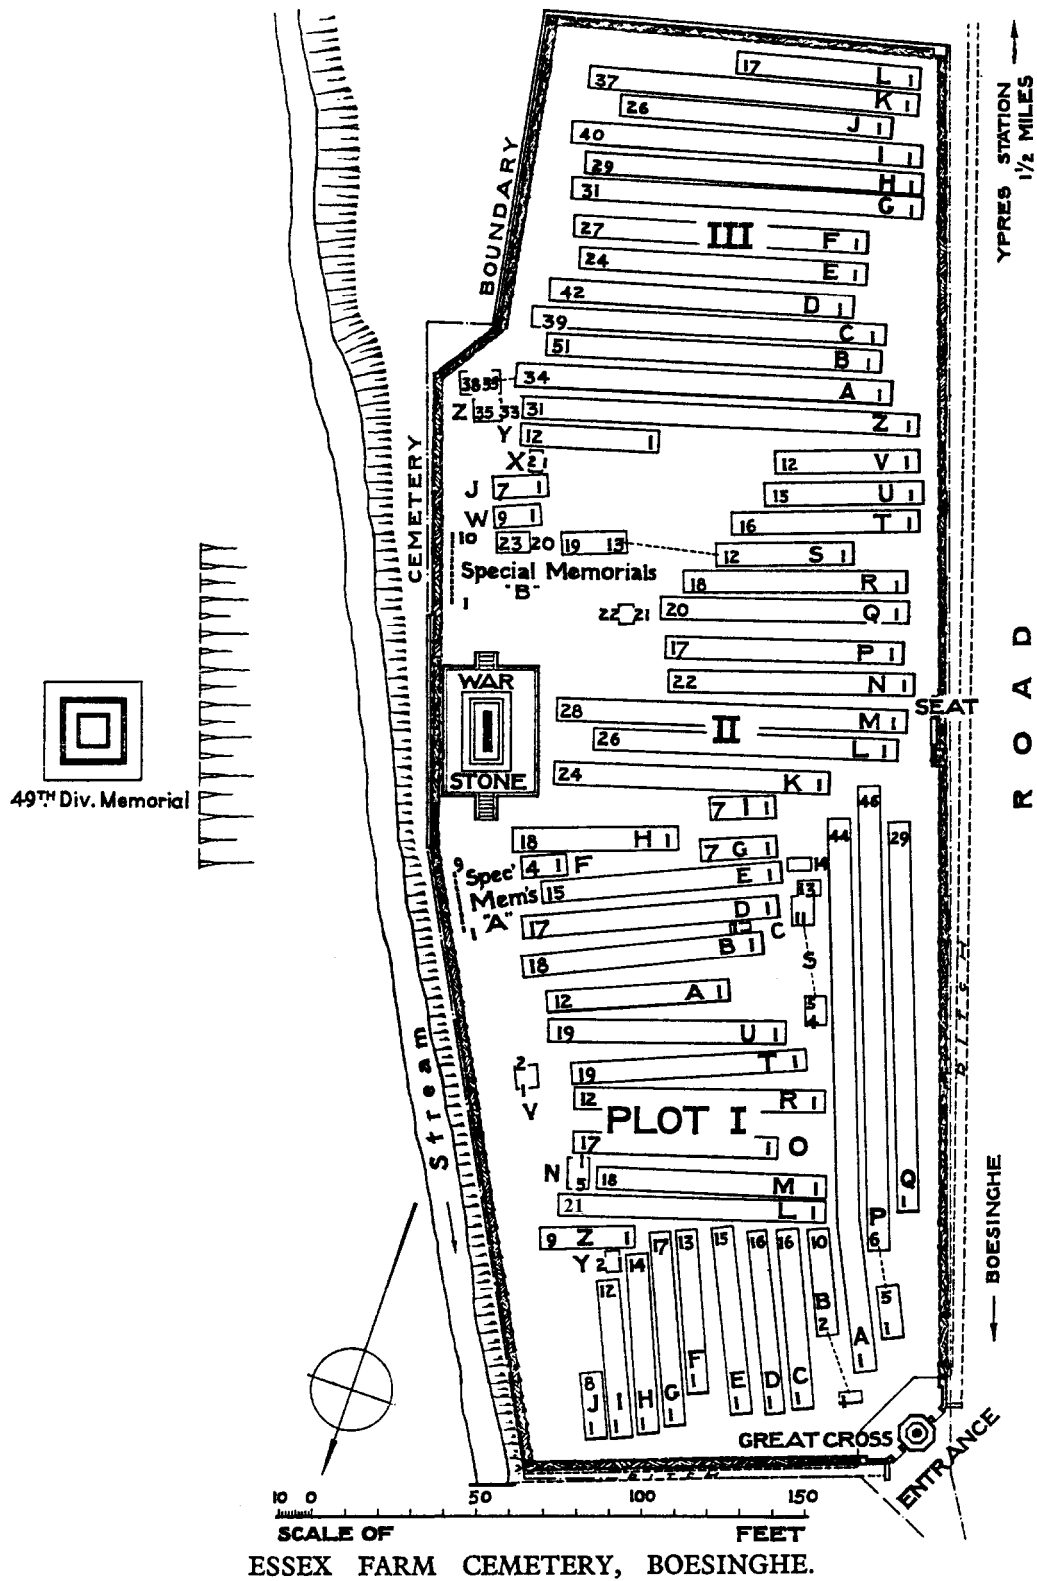 17 L 1
37 K 1
26 J 1
40 I 1
29 H 1
31 G 1
III
27 F 1
24 E 1
42 D 1
39 C 1
51 B 1
38 35 34 A 1
Z 35 33 31 Z 1
Y 12 1
X 2 1
12 V 1
J 7 1
13 U 1
W 9 1
16 T 1
10 23 20 19 13 12 S 1
Special Memorials
"B"
1
18 R 1
22 21 20 Q 1
17 P 1
22 N 1
BOUNDARY
CEMETERY
YPRES STATION
1½ MILES
ROAD
SEAT
WAR
STONE
49TH Div. Memorial
28 M 1
II
26 L 1
24 K 1
7 I 1
18 H 1
7 G 1
4 1 F
9 Spec'
Mem's
"A"
1
15 E 1
17 D 1
C
18 B 1
12 A 1
19 U 1
19 T 1
2
1
V
12 R 1
PLOT I
17 1 O
N 1
5
18 M 1
21 L 1
9 Z 1
Y 2
14
13
11
S
5
4
44
46
29
Q
1
P
6
5
1
A
1
8
J
1
12
I
1
14
H
1
17
G
1
13
F
1
15
E
1
16
D
1
16
C
1
10
B
2
1
Stream
DITCH
BOESINGHE
GREAT CROSS
ENTRANCE
DITCH
10 0 50 100 150
SCALE OF FEET
ESSEX FARM CEMETERY, BOESINGHE.